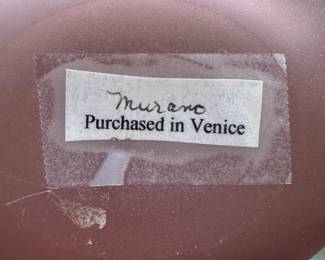 Murano
Purchased in Venice